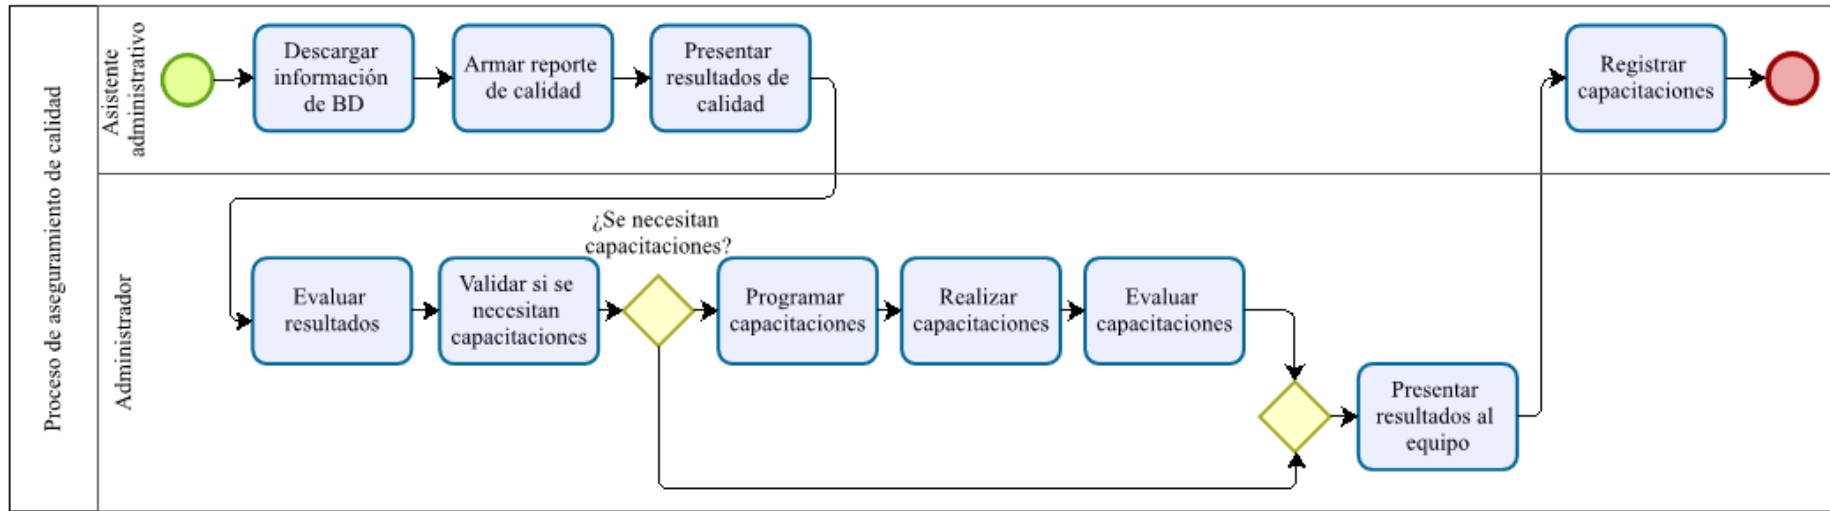 Proceso de aseguramiento de calidad
Asistente
administrativo
Descargar
información
de BD
Armar reporte
de calidad
Presentar
resultados de
calidad
Registrar
capacitaciones
Administrador
Evaluar
resultados
Validar si se
necesitan
capacitaciones
¿Se necesitan
capacitaciones?
Programar
capacitaciones
Realizar
capacitaciones
Evaluar
capacitaciones
Presentar
resultados al
equipo